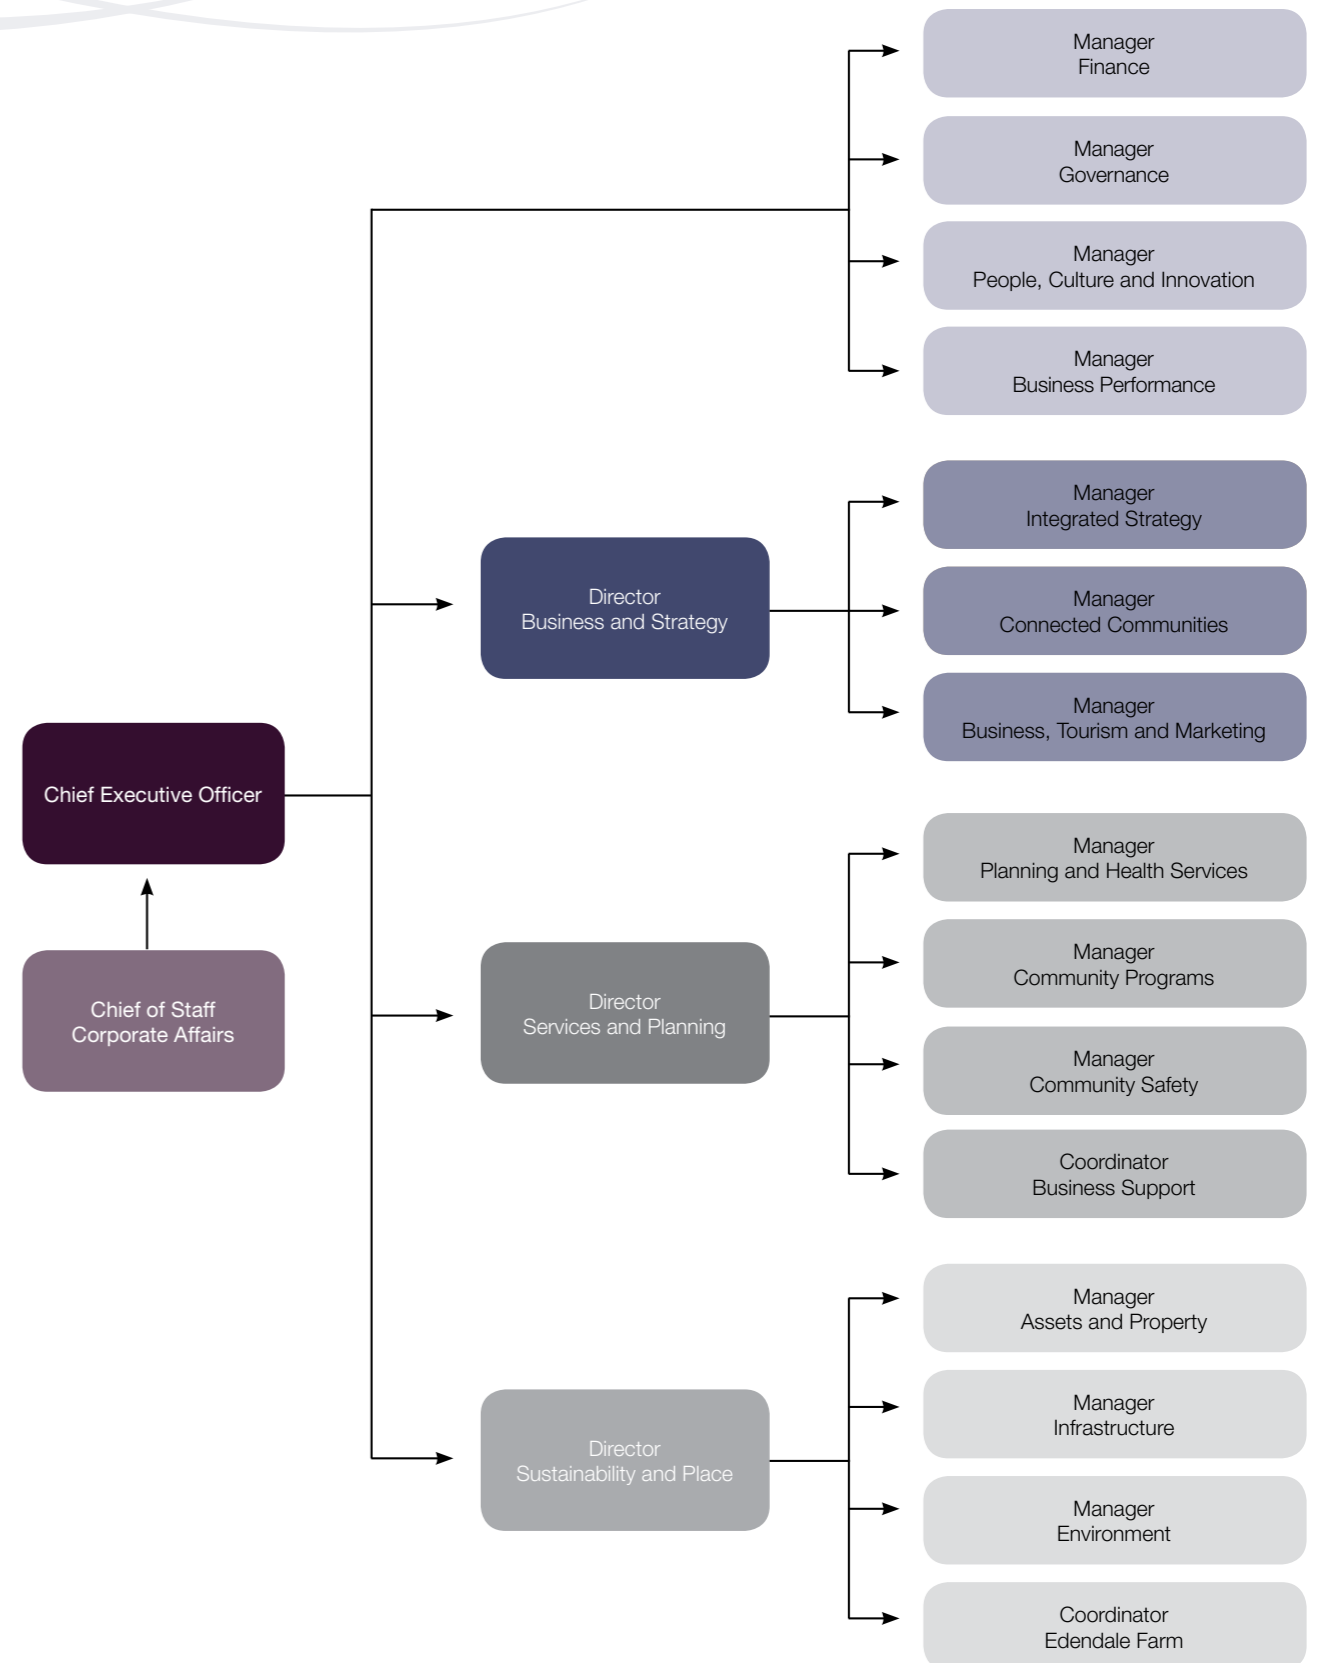 Manager
Finance
Manager
Governance
Manager
People, Culture and Innovation
Manager
Business Performance
Manager
Integrated Strategy
Director
Business and Strategy
Manager
Connected Communities
Manager
Business, Tourism and Marketing
Chief Executive Officer
Chief of Staff
Corporate Affairs
Manager
Planning and Health Services
Manager
Community Programs
Director
Services and Planning
Manager
Community Safety
Coordinator
Business Support
Manager
Assets and Property
Manager
Infrastructure
Director
Sustainability and Place
Manager
Environment
Coordinator
Edendale Farm